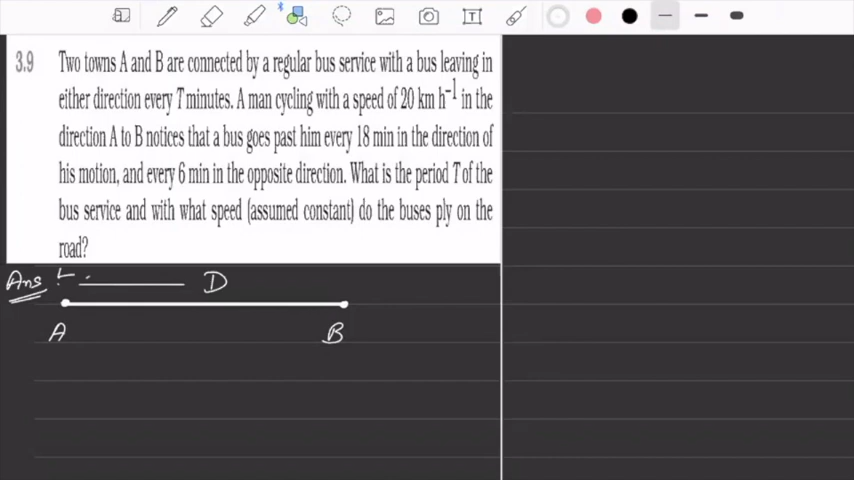 3.9 Two towns A and B are connected by a regular bus service with a bus leaving in
either direction every T minutes. A man cycling with a speed of 20 km h⁻¹ in the
direction A to B notices that a bus goes past him every 18 min in the direction of
his motion, and every 6 min in the opposite direction. What is the period T of the
bus service and with what speed (assumed constant) do the buses ply on the
road?
Ans :- D
A B